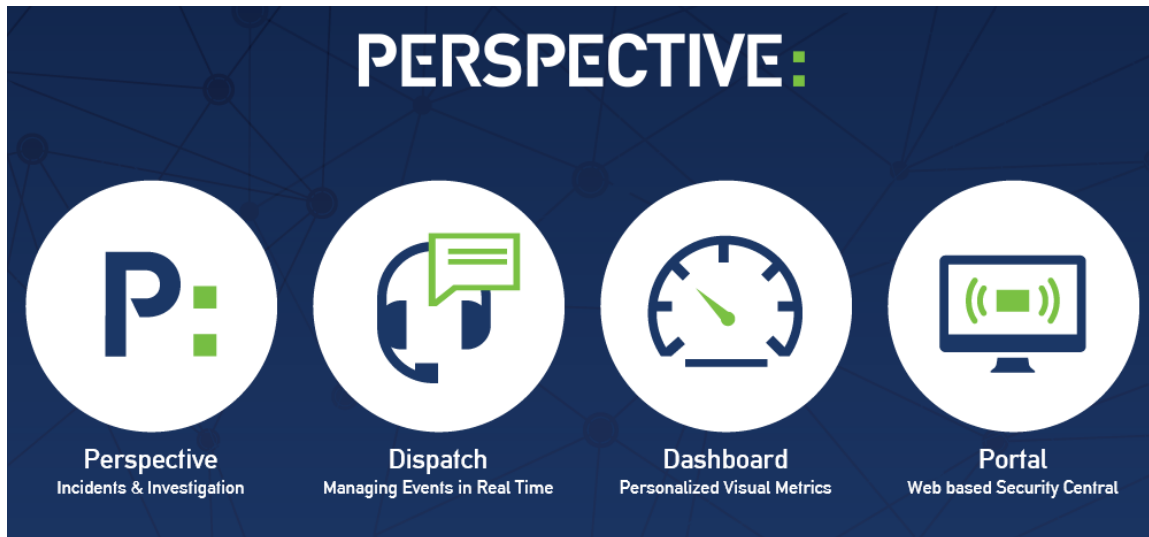 PERSPECTIVE:
P:
Perspective
Incidents & Investigation
Dispatch
Managing Events in Real Time
Dashboard
Personalized Visual Metrics
Portal
Web based Security Central